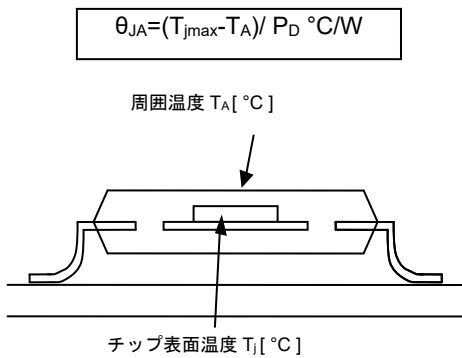 θJA=(Tjmax-TA)/ PD °C/W
周囲温度 TA [ °C ]
チップ表面温度 Tj [ °C ]